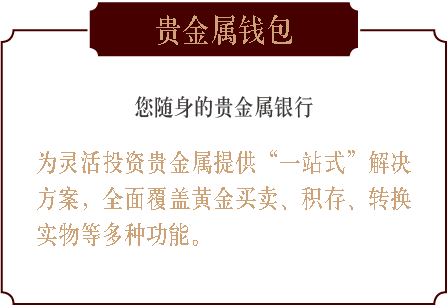 贵金属钱包
您随身的贵金属银行
为灵活投资贵金属提供“一站式”解决
方案，全面覆盖黄金买卖、积存、转换
实物等多种功能。